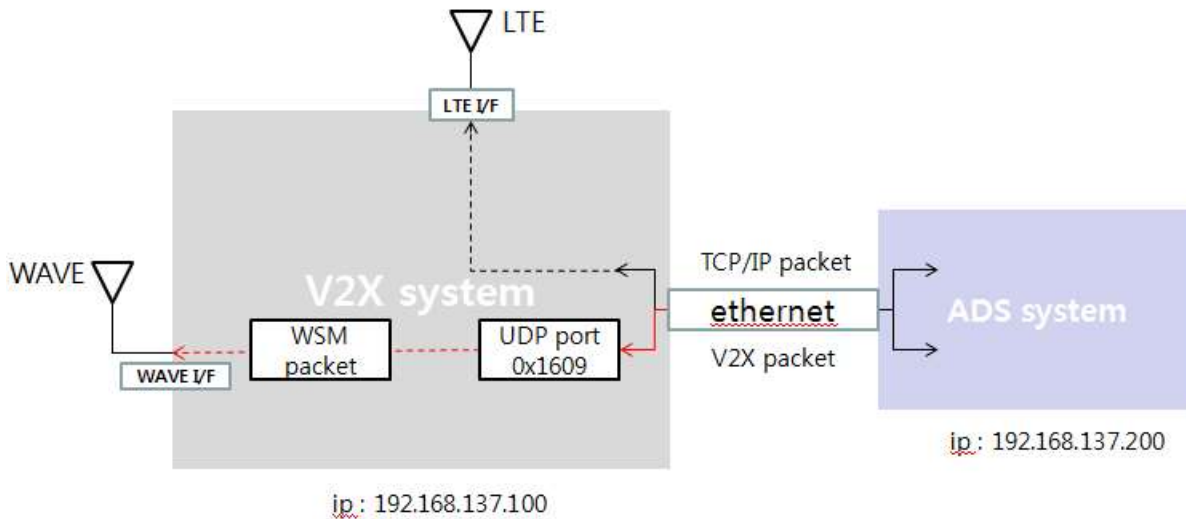 LTE
LTE I/F
WAVE
WAVE I/F
V2X system
WSM
packet
UDP port
0x1609
TCP/IP packet
ethernet
V2X packet
ADS system
ip : 192.168.137.200
ip : 192.168.137.100